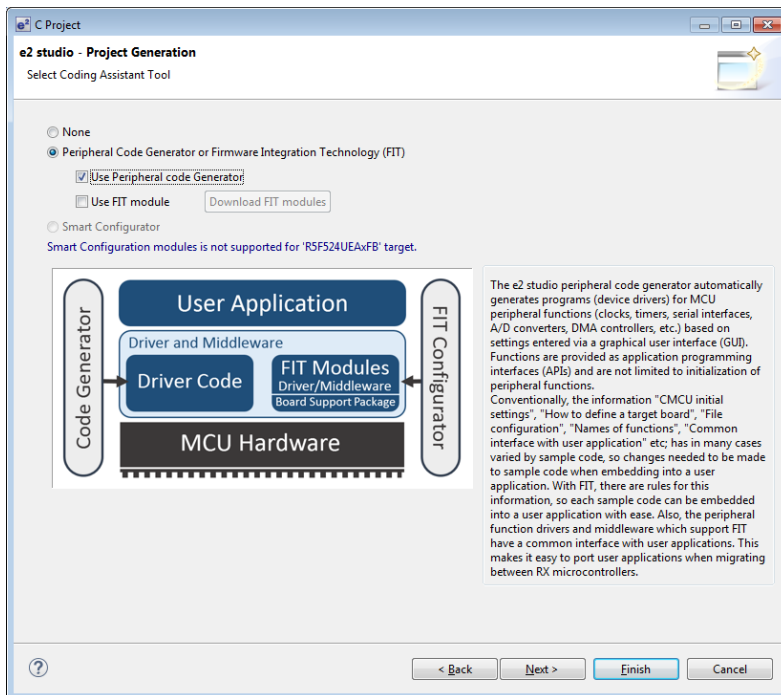 e² C Project
e2 studio - Project Generation
Select Coding Assistant Tool
None
Peripheral Code Generator or Firmware Integration Technology (FIT)
Use Peripheral code Generator
Use FIT module
Download FIT modules
Smart Configurator
Smart Configuration modules is not supported for 'R5F524UEAxFB' target.
Code Generator
User Application
Driver and Middleware
Driver Code
FIT Modules
Driver/Middleware
Board Support Package
MCU Hardware
FIT Configurator
The e2 studio peripheral code generator automatically
generates programs (device drivers) for MCU
peripheral functions (clocks, timers, serial interfaces,
A/D converters, DMA controllers, etc.) based on
settings entered via a graphical user interface (GUI).
Functions are provided as application programming
interfaces (APIs) and are not limited to initialization of
peripheral functions.
Conventionally, the information "CMCU initial
settings", "How to define a target board", "File
configuration", "Names of functions", "Common
interface with user application" etc; has in many cases
varied by sample code, so changes needed to be made
to sample code when embedding into a user
application. With FIT, there are rules for this
information, so each sample code can be embedded
into a user application with ease. Also, the peripheral
function drivers and middleware which support FIT
have a common interface with user applications. This
makes it easy to port user applications when migrating
between RX microcontrollers.
?
< Back
Next >
Finish
Cancel